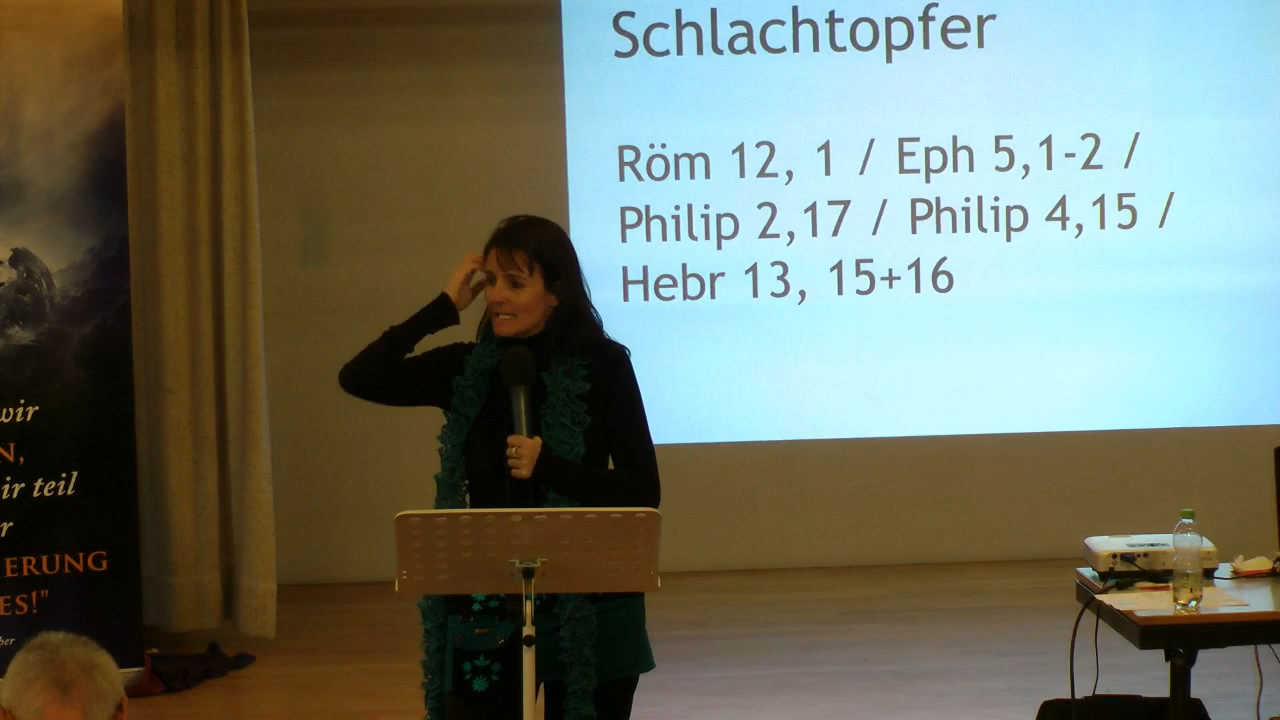 Schlachtopfer
Röm 12, 1 / Eph 5,1-2 /
Philip 2,17 / Philip 4,15 /
Hebr 13, 15+16
wir
N,
ir teil
r
IERUNG
ES!"